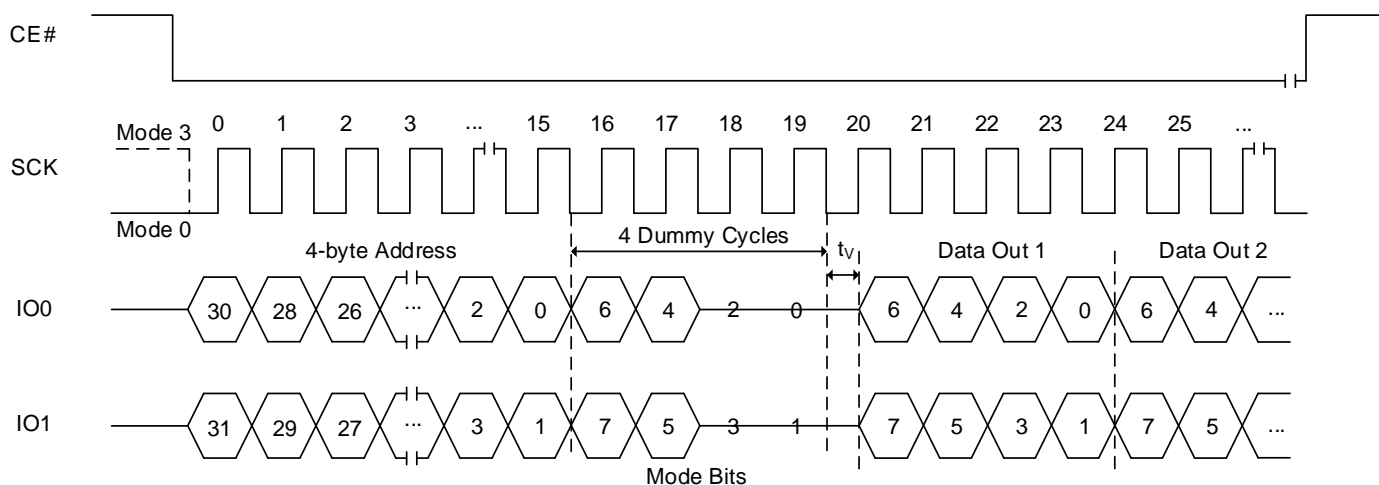 CE#
Mode 3 0 1 2 3 ... 15 16 17 18 19 20 21 22 23 24 25 ...
SCK
Mode 0
4-byte Address 4 Dummy Cycles tV Data Out 1 Data Out 2
IO0 30 28 26 ... 2 0 6 4 2 0 6 4 2 0 6 4 ...
IO1 31 29 27 ... 3 1 7 5 3 1 7 5 3 1 7 5 ...
Mode Bits